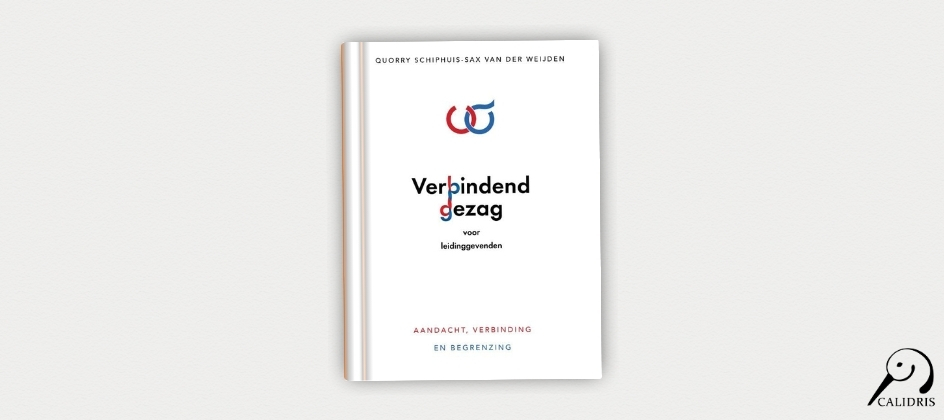 QUORRY SCHIPHUIS-SAX VAN DER WEIJDEN
Verbindend
gezag
voor
leidinggevenden
AANDACHT, VERBINDING
EN BEGRENZING
CALIDRIS